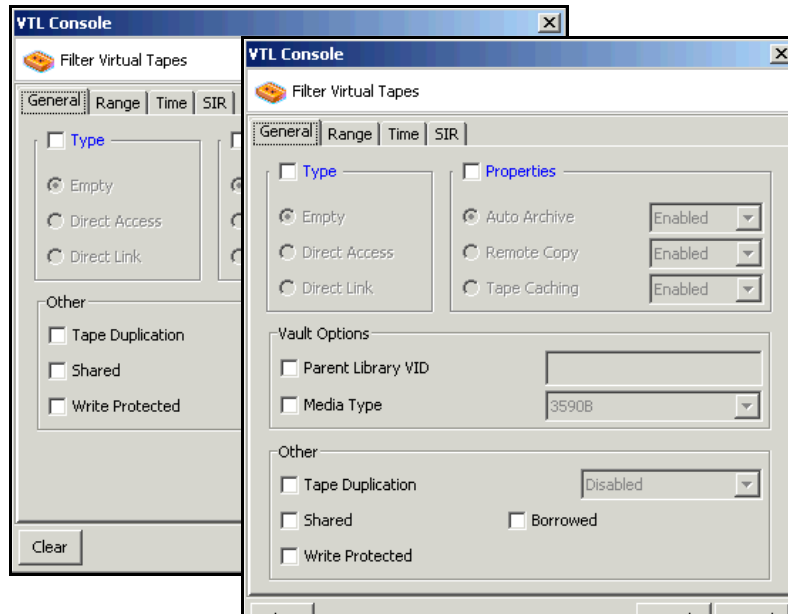 VTL Console
Filter Virtual Tapes
General Range Time SIR
Type
Empty
Direct Access
Direct Link
Other
Tape Duplication
Shared
Write Protected
Clear
VTL Console
Filter Virtual Tapes
General Range Time SIR
Type Properties
Empty Auto Archive Enabled
Direct Access Remote Copy Enabled
Direct Link Tape Caching Enabled
Vault Options
Parent Library VID
Media Type 3590B
Other
Tape Duplication Disabled
Shared Borrowed
Write Protected